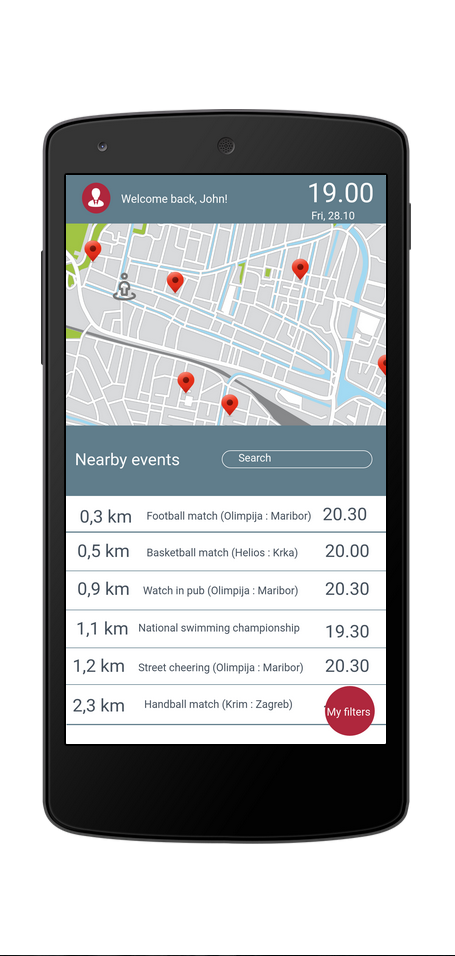 Welcome back, John!
19.00
Fri, 28.10
Nearby events
Search
0,3 km Football match (Olimpija : Maribor) 20.30
0,5 km Basketball match (Helios : Krka) 20.00
0,9 km Watch in pub (Olimpija : Maribor) 20.30
1,1 km National swimming championship 19.30
1,2 km Street cheering (Olimpija : Maribor) 20.30
2,3 km Handball match (Krim : Zagreb)
My filters